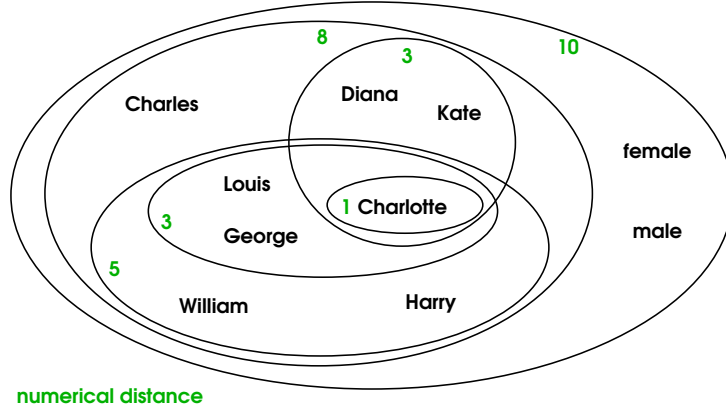 8
3
10
Diana
Charles
Kate
female
Louis
1 Charlotte
3
George
male
5
William
Harry
numerical distance